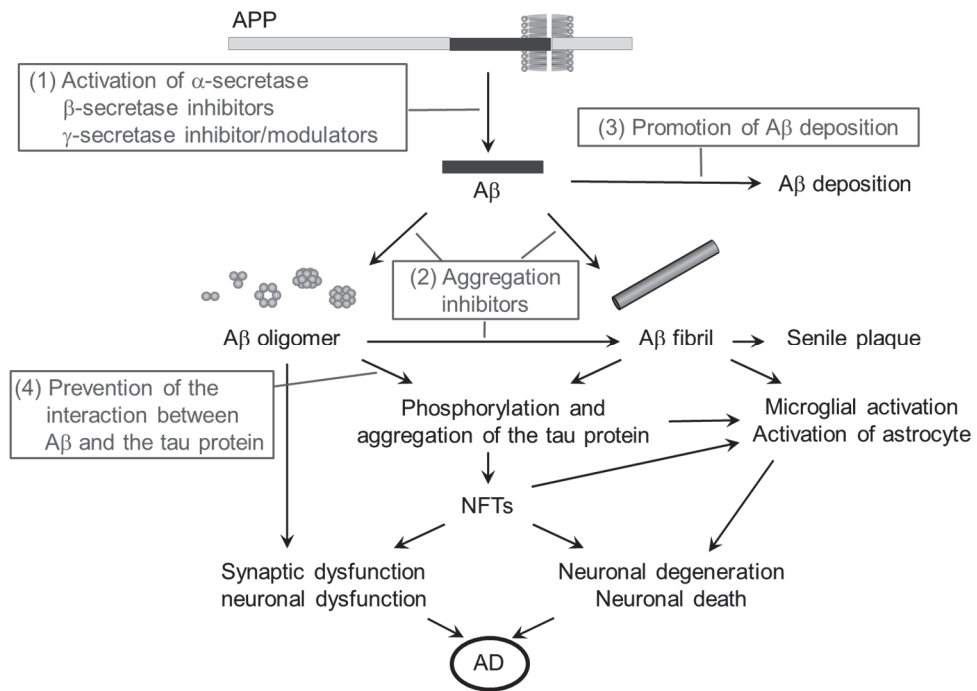 APP
(1) Activation of α-secretase
β-secretase inhibitors
γ-secretase inhibitor/modulators
(3) Promotion of Aβ deposition
Aβ
Aβ deposition
(2) Aggregation
inhibitors
Aβ oligomer
Aβ fibril
Senile plaque
(4) Prevention of the
interaction between
Aβ and the tau protein
Phosphorylation and
aggregation of the tau protein
Microglial activation
Activation of astrocyte
NFTs
Synaptic dysfunction
neuronal dysfunction
Neuronal degeneration
Neuronal death
AD